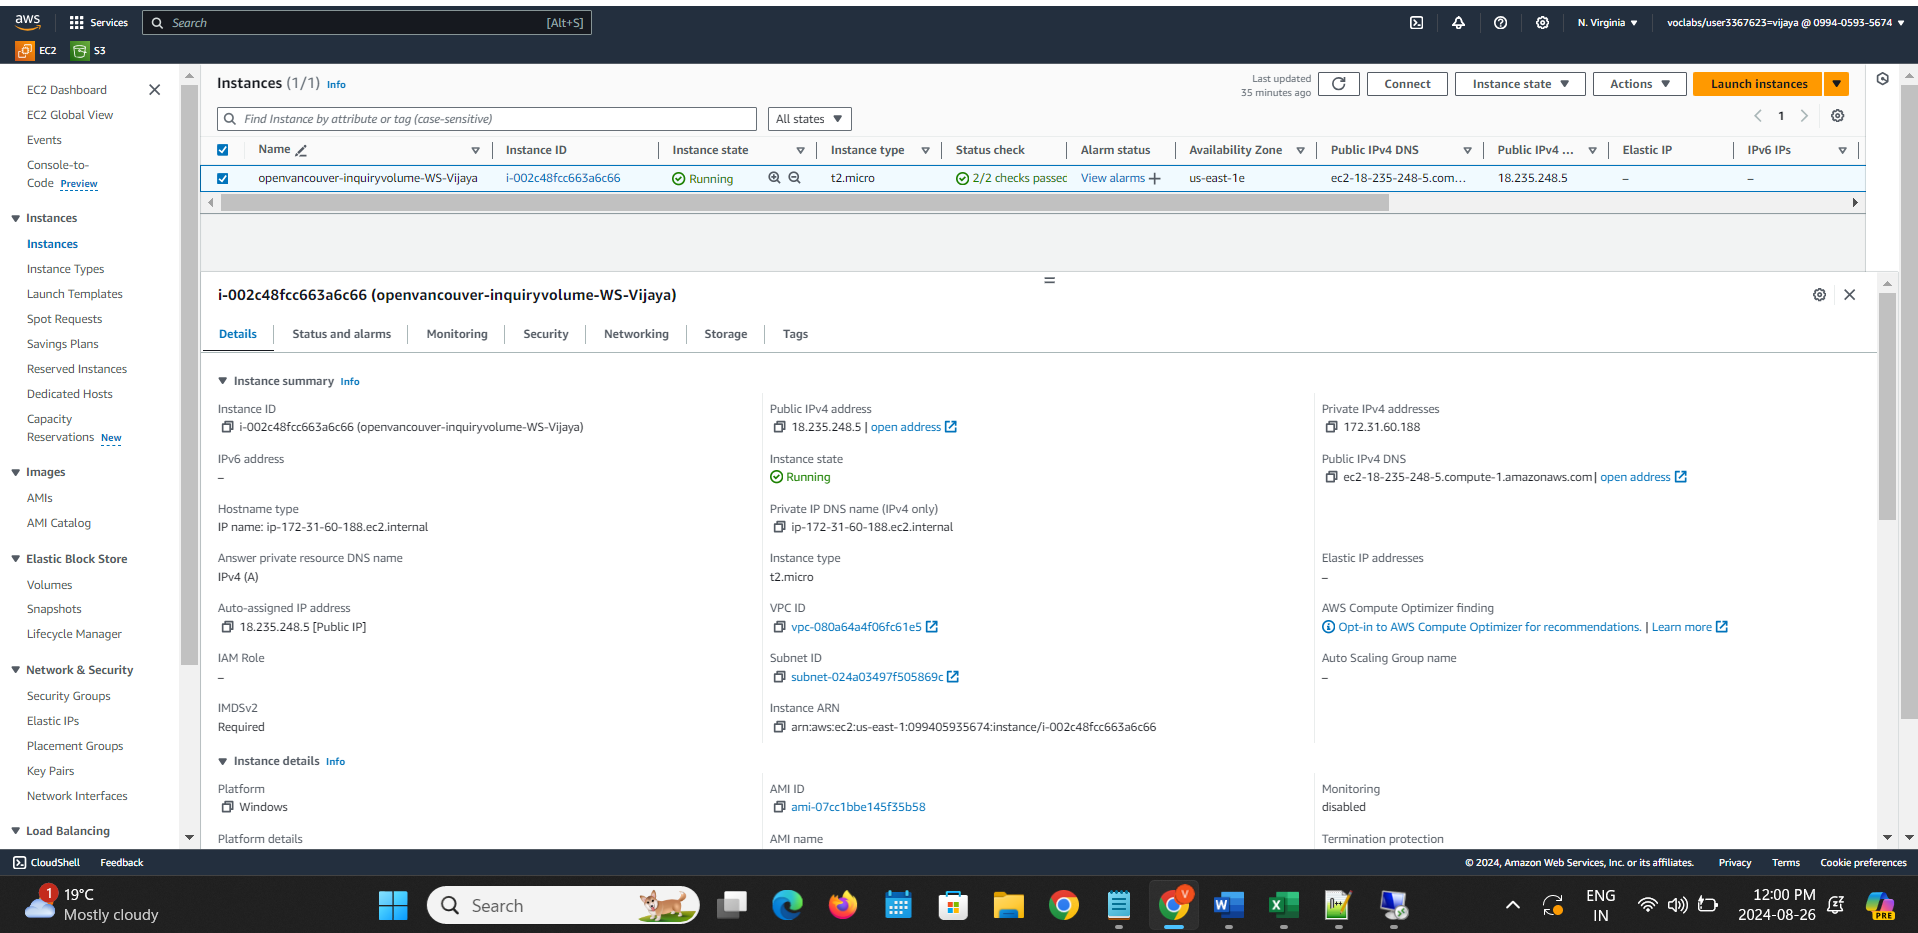 aws
Services
Search
[Alt+S]
N. Virginia
voclabs/user3367623=vijaya @ 0994-0593-5674
EC2
S3
EC2 Dashboard
EC2 Global View
Events
Console-to-
Code Preview
Instances
Instances
Instance Types
Launch Templates
Spot Requests
Savings Plans
Reserved Instances
Dedicated Hosts
Capacity
Reservations New
Images
AMIs
AMI Catalog
Elastic Block Store
Volumes
Snapshots
Lifecycle Manager
Network & Security
Security Groups
Elastic IPs
Placement Groups
Key Pairs
Network Interfaces
Load Balancing
Instances (1/1) Info
Last updated
35 minutes ago
Connect
Instance state
Actions
Launch instances
Find Instance by attribute or tag (case-sensitive)
All states
1
Name Instance ID Instance state Instance type Status check Alarm status Availability Zone Public IPv4 DNS Public IPv4 ... Elastic IP IPv6 IPs
openvancouver-inquiryvolume-WS-Vijaya i-002c48fcc663a6c66 Running t2.micro 2/2 checks passec View alarms + us-east-1e ec2-18-235-248-5.com... 18.235.248.5 – –
i-002c48fcc663a6c66 (openvancouver-inquiryvolume-WS-Vijaya)
Details Status and alarms Monitoring Security Networking Storage Tags
Instance summary Info
Instance ID
i-002c48fcc663a6c66 (openvancouver-inquiryvolume-WS-Vijaya)
Public IPv4 address
18.235.248.5 | open address
Private IPv4 addresses
172.31.60.188
IPv6 address
–
Instance state
Running
Public IPv4 DNS
ec2-18-235-248-5.compute-1.amazonaws.com | open address
Hostname type
IP name: ip-172-31-60-188.ec2.internal
Private IP DNS name (IPv4 only)
ip-172-31-60-188.ec2.internal
Answer private resource DNS name
IPv4 (A)
Instance type
t2.micro
Elastic IP addresses
–
Auto-assigned IP address
18.235.248.5 [Public IP]
VPC ID
vpc-080a64a4f06fc61e5
AWS Compute Optimizer finding
Opt-in to AWS Compute Optimizer for recommendations. | Learn more
IAM Role
–
Subnet ID
subnet-024a03497f505869c
Auto Scaling Group name
–
IMDSv2
Required
Instance ARN
arn:aws:ec2:us-east-1:099405935674:instance/i-002c48fcc663a6c66
Instance details Info
Platform
Windows
AMI ID
ami-07cc1bbe145f35b58
Monitoring
disabled
Platform details
AMI name
Termination protection
CloudShell Feedback
© 2024, Amazon Web Services, Inc. or its affiliates. Privacy Terms Cookie preferences
1
19°C
Mostly cloudy
Search
V
W
X
PRE
ENG
IN
12:00 PM
2024-08-26